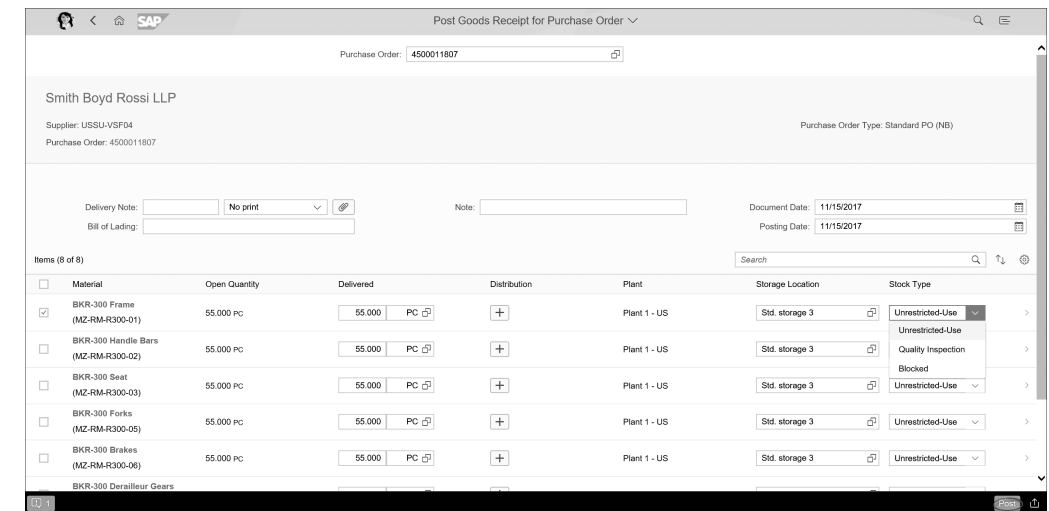 SAP Post Goods Receipt for Purchase Order
Purchase Order: 4500011807
Smith Boyd Rossi LLP
Supplier: USSU-VSF04 Purchase Order Type: Standard PO (NB)
Purchase Order: 4500011807
Delivery Note: No print Note: Document Date: 11/15/2017
Bill of Lading: Posting Date: 11/15/2017
Items (8 of 8) Search
Material Open Quantity Delivered Distribution Plant Storage Location Stock Type
BKR-300 Frame
(MZ-RM-R300-01) 55.000 PC 55.000 PC Plant 1 - US Std. storage 3 Unrestricted-Use
Unrestricted-Use
Quality Inspection
Blocked
BKR-300 Handle Bars
(MZ-RM-R300-02) 55.000 PC 55.000 PC Plant 1 - US Std. storage 3
BKR-300 Seat
(MZ-RM-R300-03) 55.000 PC 55.000 PC Plant 1 - US Std. storage 3 Unrestricted-Use
BKR-300 Forks
(MZ-RM-R300-05) 55.000 PC 55.000 PC Plant 1 - US Std. storage 3 Unrestricted-Use
BKR-300 Brakes
(MZ-RM-R300-06) 55.000 PC 55.000 PC Plant 1 - US Std. storage 3 Unrestricted-Use
BKR-300 Derailleur Gears
1 Post